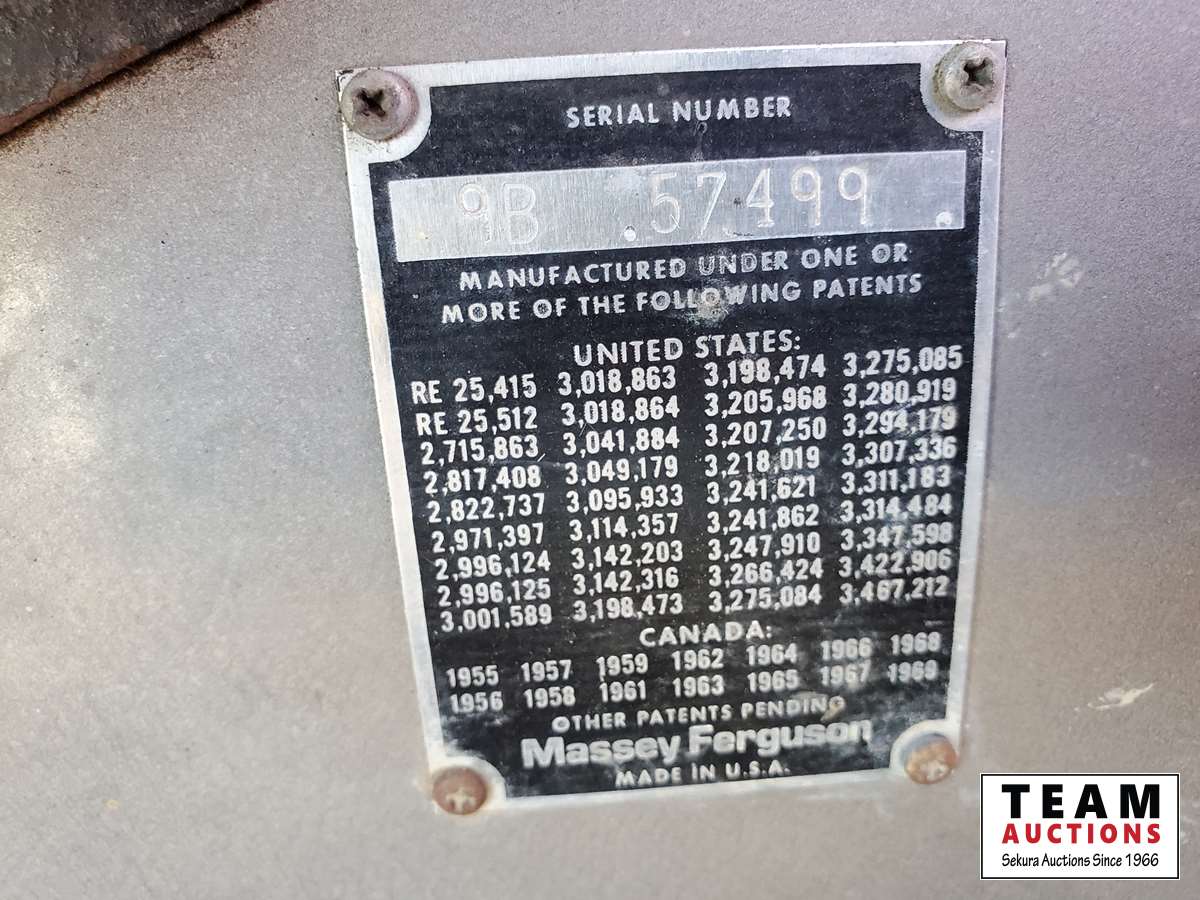 SERIAL NUMBER
9B 57499
MANUFACTURED UNDER ONE OR
MORE OF THE FOLLOWING PATENTS
UNITED STATES:
RE 25,415 3,018,863 3,198,474 3,275,085
RE 25,512 3,018,864 3,205,968 3,280,919
2,715,863 3,041,884 3,207,250 3,294,179
2,817,408 3,049,179 3,218,019 3,307,336
2,822,737 3,095,933 3,241,621 3,311,183
2,971,397 3,114,357 3,241,862 3,314,484
2,996,124 3,142,203 3,247,910 3,347,598
2,996,125 3,142,316 3,266,424 3,422,906
3,001,589 3,198,473 3,275,084 3,467,212
CANADA:
1955 1957 1959 1962 1964 1966 1968
1956 1958 1961 1963 1965 1967 1969
OTHER PATENTS PENDING
Massey Ferguson
MADE IN U.S.A.
TEAM
AUCTIONS
Sekura Auctions Since 1966